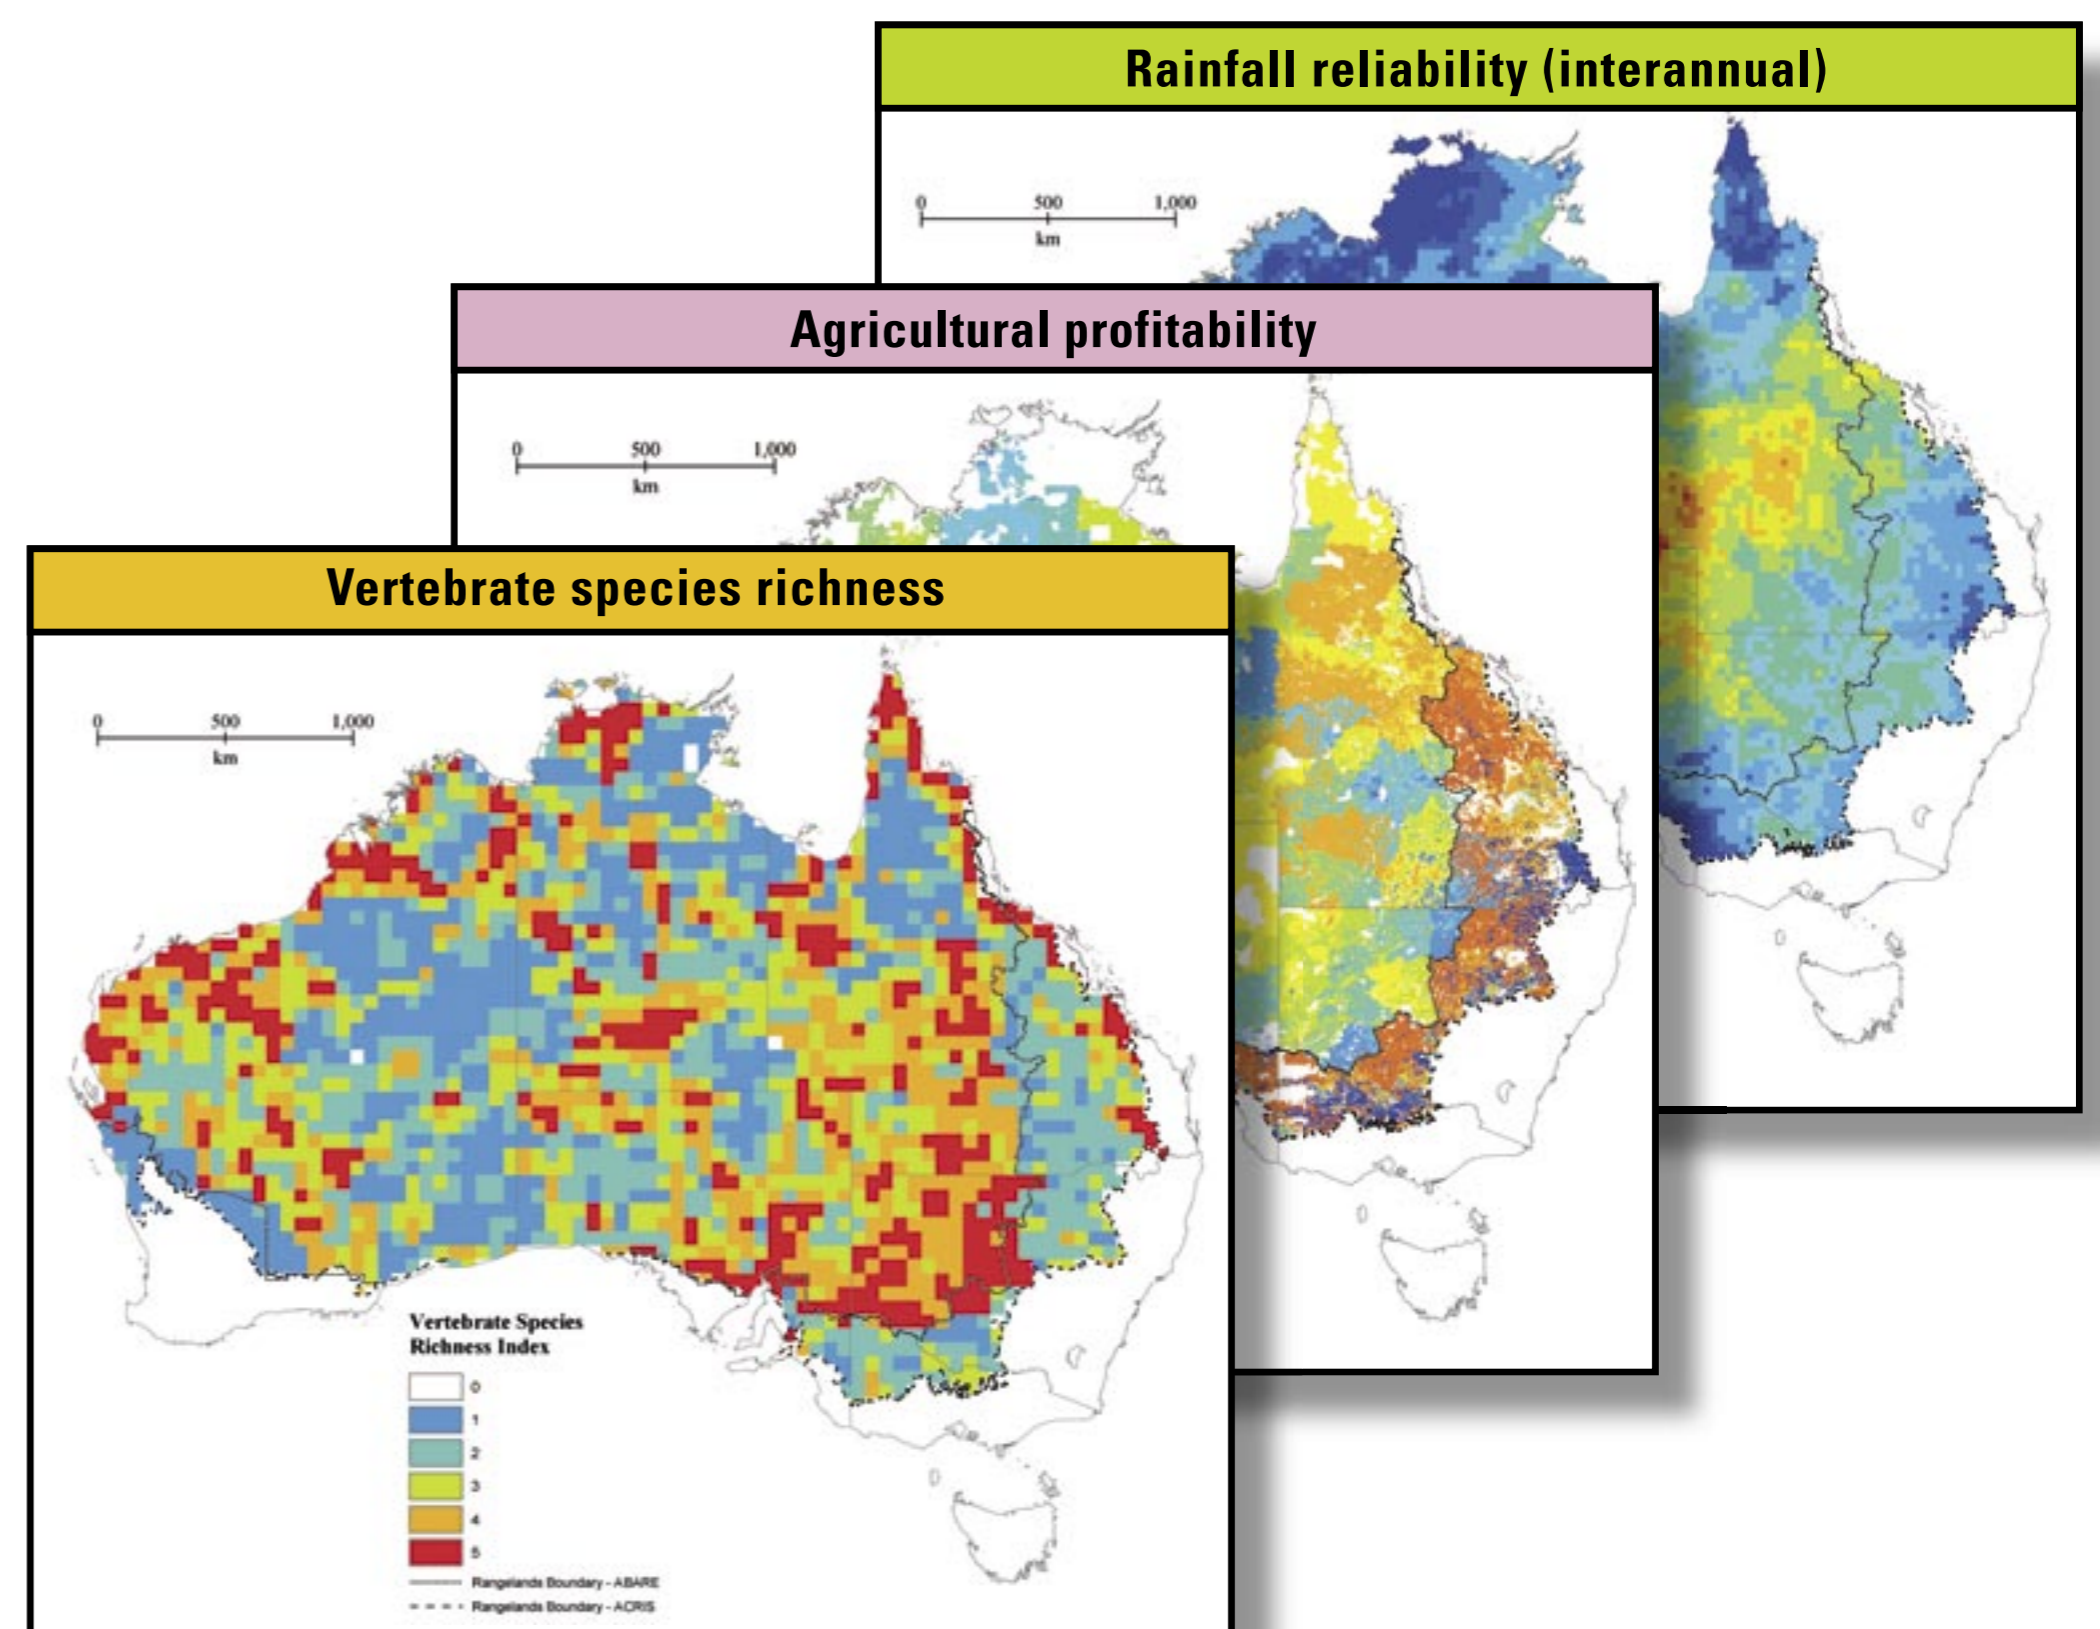 Rainfall reliability (interannual)
0 500 1,000
km
Agricultural profitability
0 500 1,000
km
Vertebrate species richness
0 500 1,000
km
Vertebrate Species
Richness Index
0
1
2
3
4
5
Rangelands Boundary - ABARE
Rangelands Boundary - ACRIS